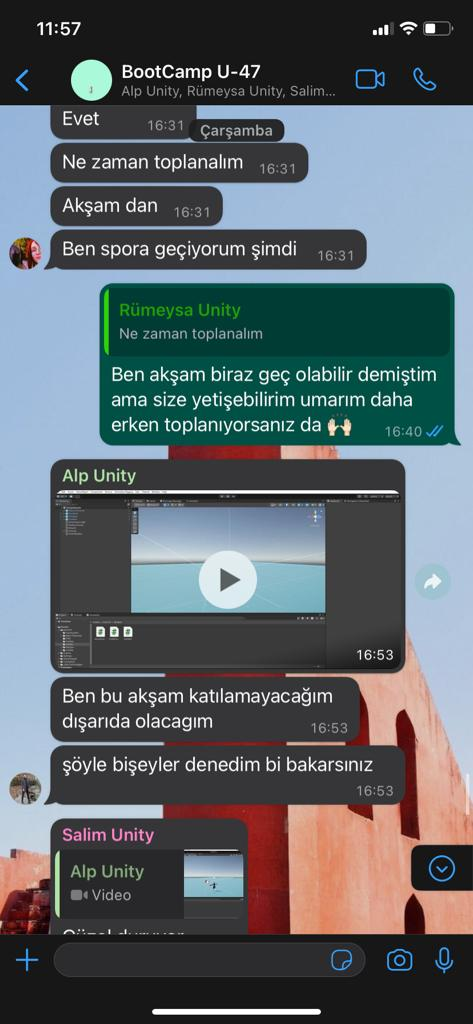 11:57
BootCamp U-47
Alp Unity, Rümeysa Unity, Salim...
Evet
16:31
Çarşamba
Ne zaman toplanalım
16:31
Akşam dan
16:31
Ben spora geçiyorum şimdi
16:31
Rümeysa Unity
Ne zaman toplanalım
Ben akşam biraz geç olabilir demiştim
ama size yetişebilirim umarım daha
erken toplanıyorsanız da 🙌🏻
16:40
Alp Unity
16:53
Ben bu akşam katılamayacağım
dışarıda olacagım
16:53
şöyle bişeyler denedim bi bakarsınız
16:53
Salim Unity
Alp Unity
Video
Güzel duruyor